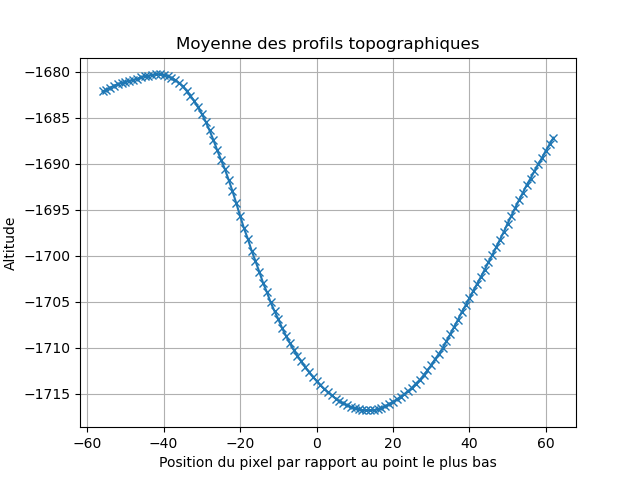 Moyenne des profils topographiques
Altitude
−1680
−1685
−1690
−1695
−1700
−1705
−1710
−1715
−60 −40 −20 0 20 40 60
Position du pixel par rapport au point le plus bas